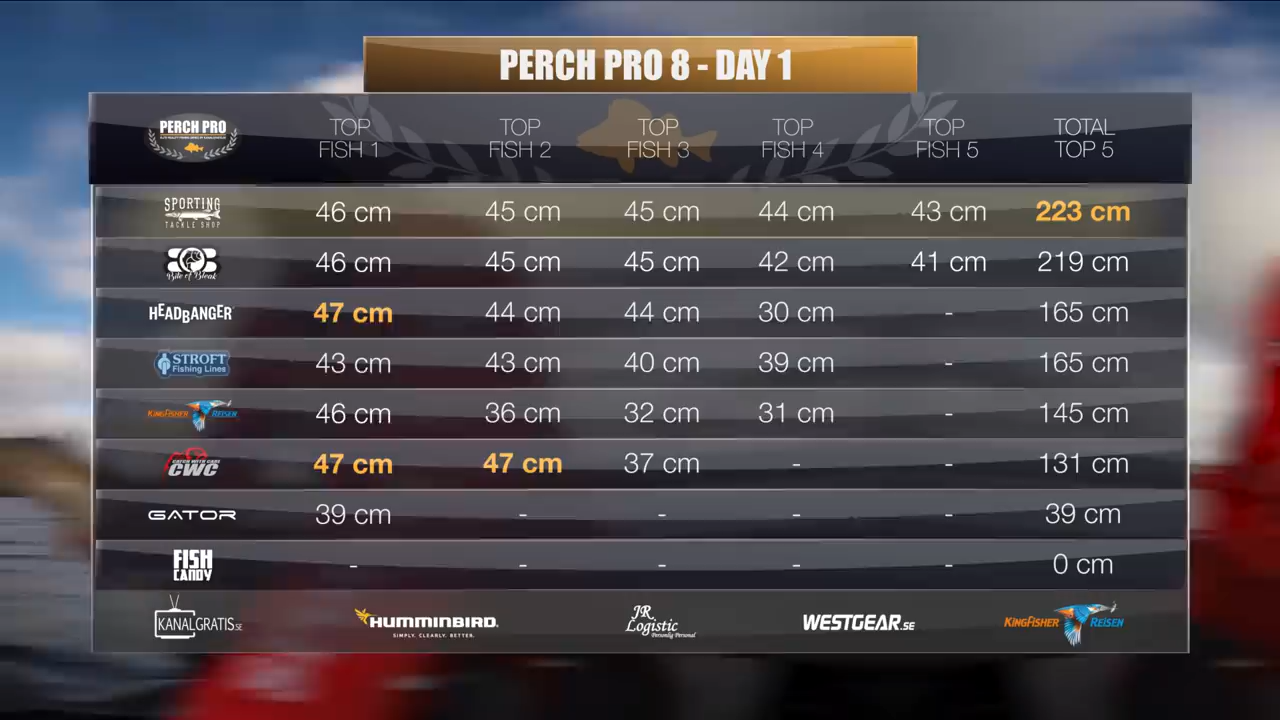 PERCH PRO 8 - DAY 1
PERCH PRO TOP FISH 1 TOP FISH 2 TOP FISH 3 TOP FISH 4 TOP FISH 5 TOTAL TOP 5
SPORTING TACKLE SHOP 46 cm 45 cm 45 cm 44 cm 43 cm 223 cm
Bite of Bleak 46 cm 45 cm 45 cm 42 cm 41 cm 219 cm
HEADBANGER 47 cm 44 cm 44 cm 30 cm - 165 cm
STROFT Fishing Lines 43 cm 43 cm 40 cm 39 cm - 165 cm
KINGFISHER REISEN 46 cm 36 cm 32 cm 31 cm - 145 cm
CATCH WITH CARE CWC 47 cm 47 cm 37 cm - - 131 cm
GATOR 39 cm - - - - 39 cm
FISH CANDY - - - - - 0 cm
KANALGRATIS.SE HUMMINBIRD. SIMPLY. CLEARLY. BETTER. JR Logistic Personlig Personal WESTGEAR.SE KINGFISHER REISEN